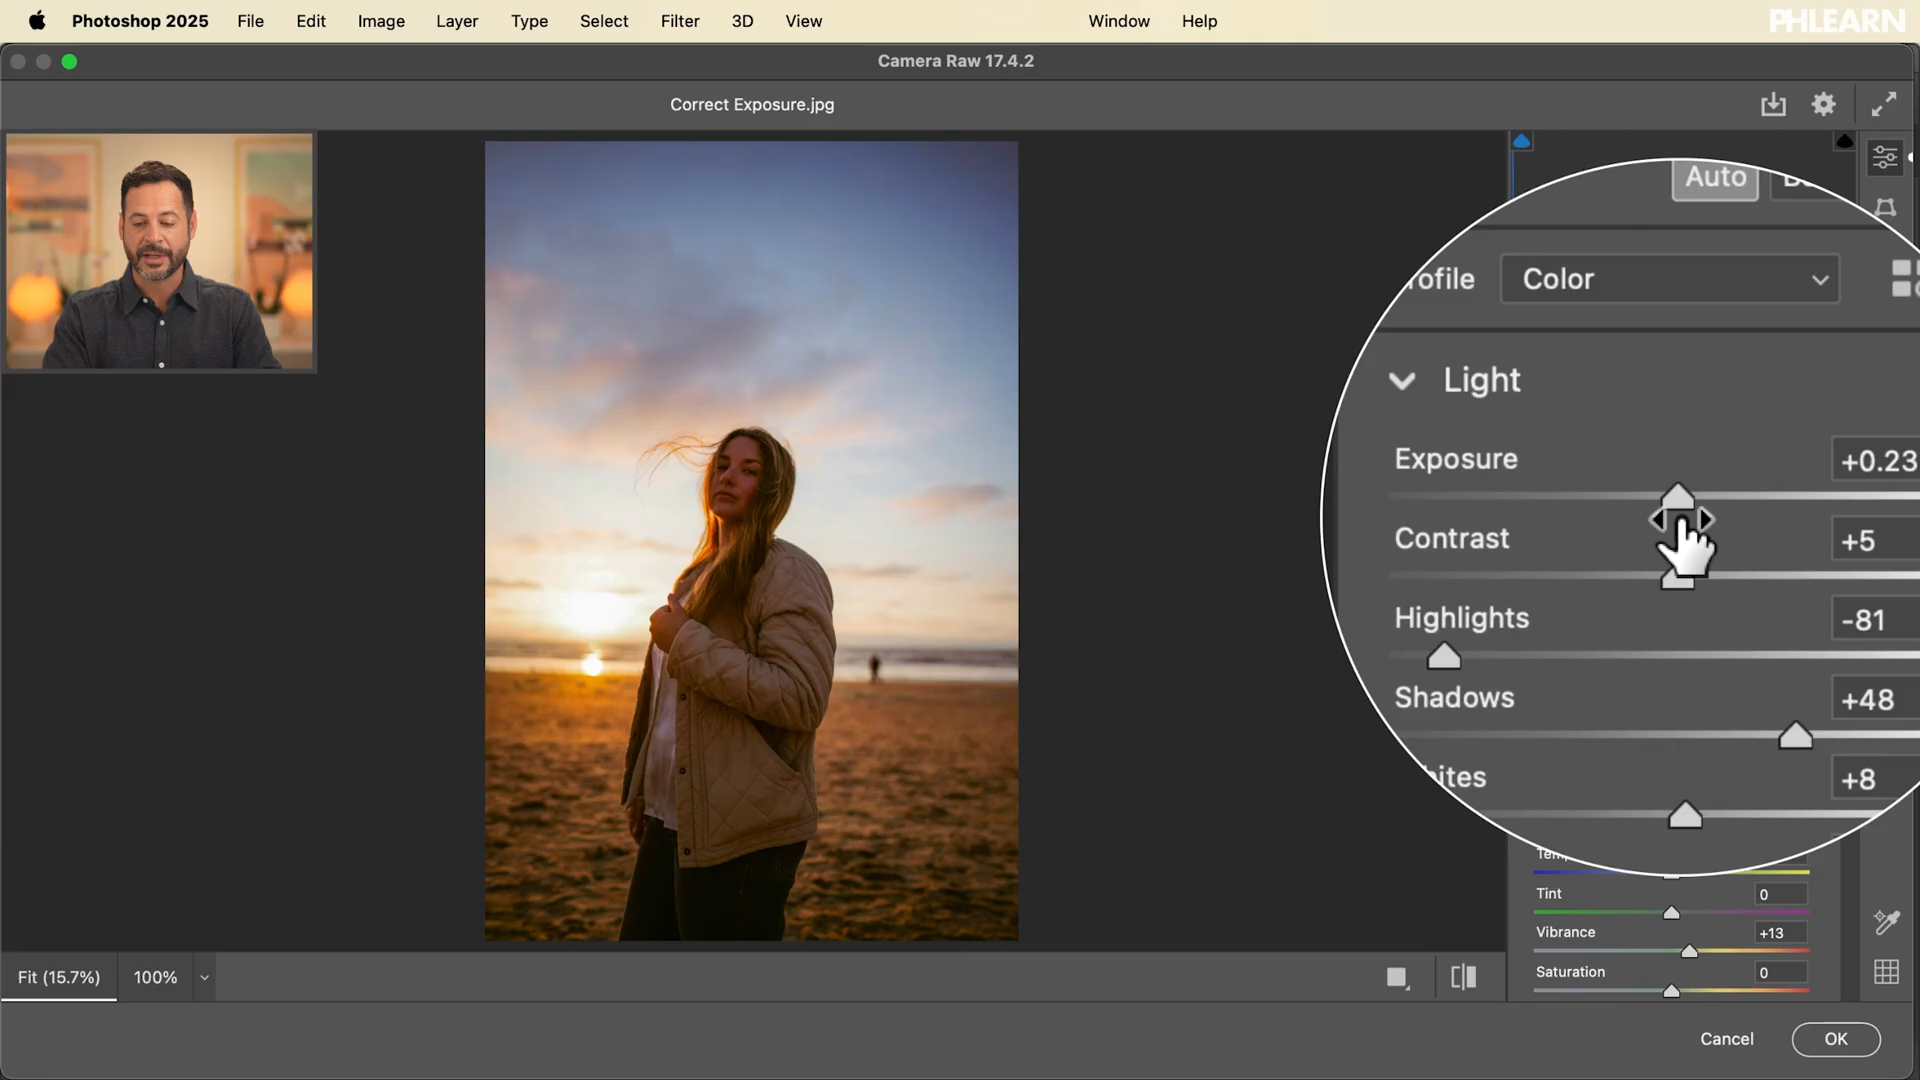 Photoshop 2025 File Edit Image Layer Type Select Filter 3D View Window Help
PHLEARN
Camera Raw 17.4.2
Correct Exposure.jpg
Auto
Color
Light
Exposure +0.23
Contrast +5
Highlights -81
Shadows +48
+8
Tint 0
Vibrance +13
Saturation 0
Fit (15.7%) 100%
Cancel OK